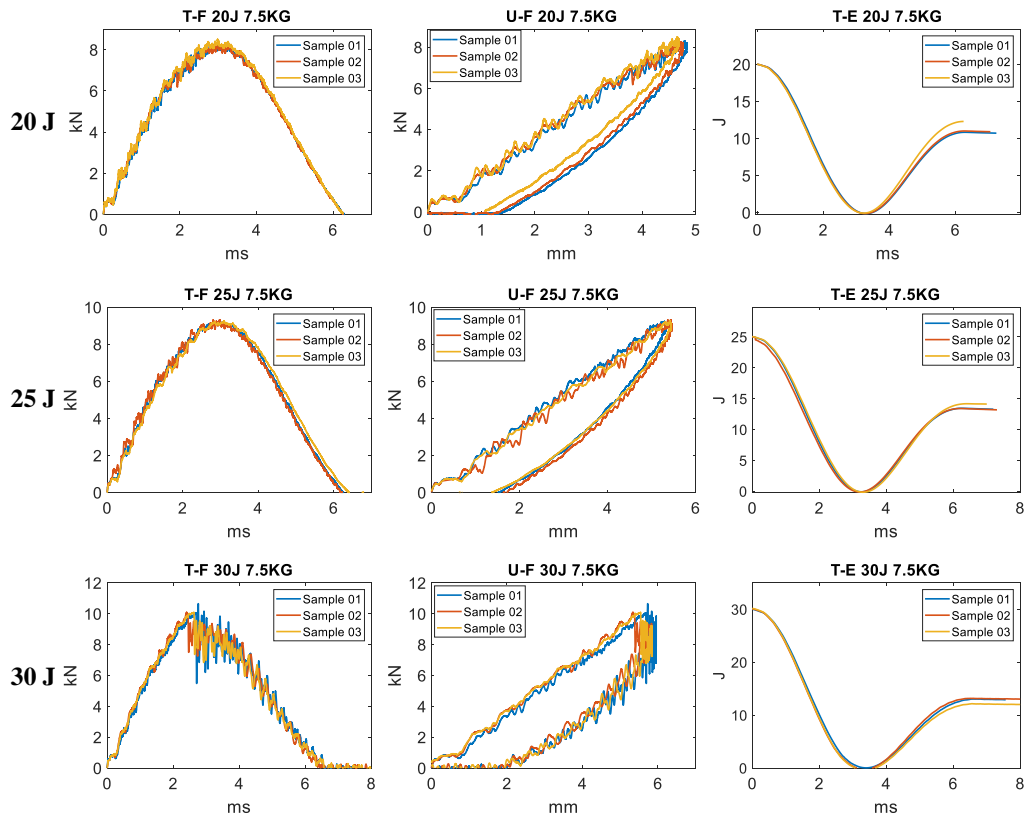 T-F 20J 7.5KG
U-F 20J 7.5KG
T-E 20J 7.5KG
20 J
kN
8
6
4
2
0
0
2
4
6
ms
Sample 01
Sample 02
Sample 03
kN
8
6
4
2
0
0
1
2
3
4
5
mm
Sample 01
Sample 02
Sample 03
J
20
15
10
5
0
0
2
4
6
ms
Sample 01
Sample 02
Sample 03
T-F 25J 7.5KG
U-F 25J 7.5KG
T-E 25J 7.5KG
25 J
kN
10
8
6
4
2
0
0
2
4
6
ms
Sample 01
Sample 02
Sample 03
kN
10
8
6
4
2
0
0
2
4
6
mm
Sample 01
Sample 02
Sample 03
J
30
25
20
15
10
5
0
0
2
4
6
8
ms
Sample 01
Sample 02
Sample 03
T-F 30J 7.5KG
U-F 30J 7.5KG
T-E 30J 7.5KG
30 J
kN
12
10
8
6
4
2
0
0
2
4
6
8
ms
Sample 01
Sample 02
Sample 03
kN
12
10
8
6
4
2
0
0
2
4
6
8
mm
Sample 01
Sample 02
Sample 03
J
30
20
10
0
0
2
4
6
8
ms
Sample 01
Sample 02
Sample 03